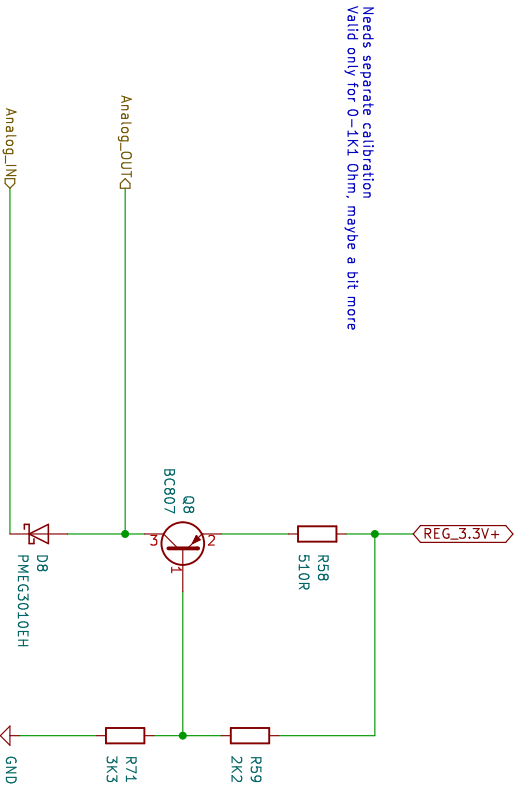 Needs separate calibration
Valid only for 0-1K1 Ohm, maybe a bit more
Analog_OUT
Analog_IN
REG_3.3V+
R58
510R
Q8
BC807
2
3
1
D8
PMEG3010EH
R59
2K2
R71
3K3
GND